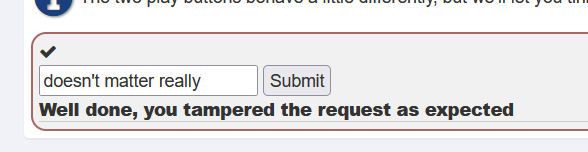 The two play buttons behave a little differently, but we'll let you
doesn't matter really Submit
Well done, you tampered the request as expected